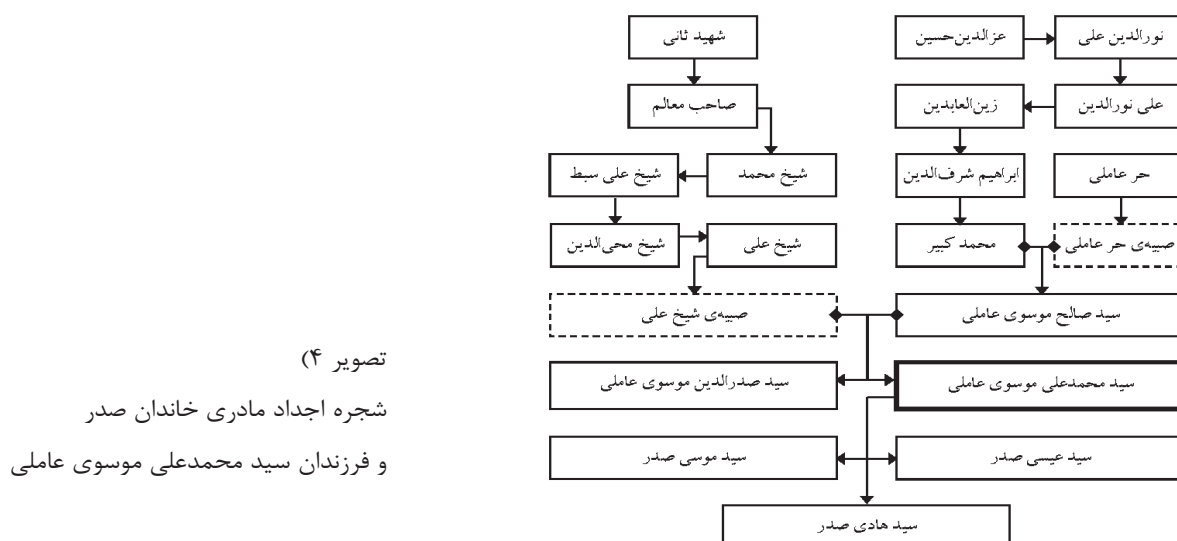 نورالدین علی
عزالدین‌حسین
شهید ثانی
علی نورالدین
زین‌العابدین
صاحب معالم
حر عاملی
ابراهیم شرف‌الدین
شیخ محمد
شیخ علی سبط
صبیه‌ی حر عاملی
محمد کبیر
شیخ علی
شیخ محی‌الدین
سید صالح موسوی عاملی
صبیه‌ی شیخ علی
سید محمدعلی موسوی عاملی
سید صدرالدین موسوی عاملی
سید عیسی صدر
سید موسی صدر
سید هادی صدر
تصویر ۴)
شجره اجداد مادری خاندان صدر
و فرزندان سید محمدعلی موسوی عاملی